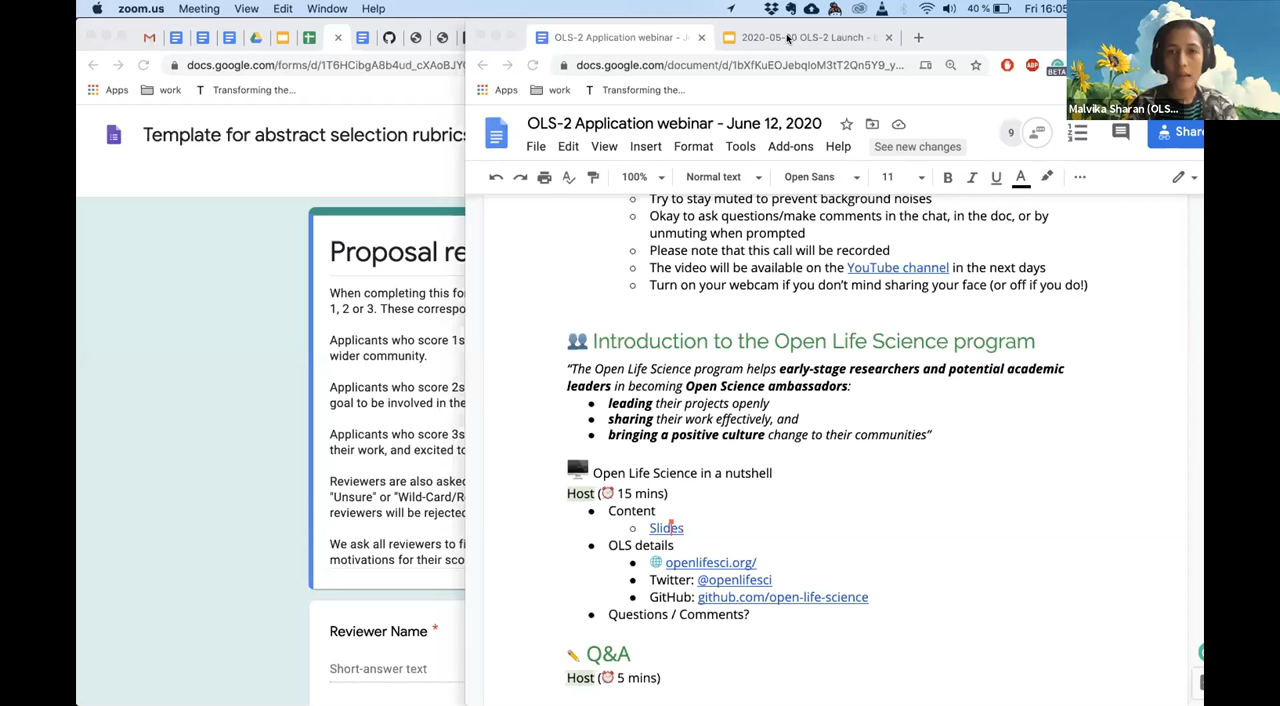 zoom.us Meeting View Edit Window Help
40 % Fri 16:05
docs.google.com/forms/d/1T6HCibgA8b4ud_cXAoBJY
Apps work T Transforming the...
Template for abstract selection rubrics
Proposal re
When completing this for
1, 2 or 3. These correspo
Applicants who score 1s
wider community.
Applicants who score 2s
goal to be involved in the
Applicants who score 3s
their work, and excited to
Reviewers are also asked
"Unsure" or "Wild-Card/R
reviewers will be rejected
We ask all reviewers to fi
motivations for their sco
Reviewer Name *
Short-answer text
OLS-2 Application webinar - J
2020-05- 0 OLS-2 Launch -
docs.google.com/document/d/1bXfKuEOJebqIoM3tT2Qn5Y9_y...
ABP
BETA
Apps work T Transforming the...
Malvika Sharan (OLS...
OLS-2 Application webinar - June 12, 2020
9
Share
File Edit View Insert Format Tools Add-ons Help See new changes
100% Normal text Open Sans 11 B I U A
Try to stay muted to prevent background noises
Okay to ask questions/make comments in the chat, in the doc, or by
unmuting when prompted
Please note that this call will be recorded
The video will be available on the YouTube channel in the next days
Turn on your webcam if you don't mind sharing your face (or off if you do!)
Introduction to the Open Life Science program
"The Open Life Science program helps early-stage researchers and potential academic
leaders in becoming Open Science ambassadors:
leading their projects openly
sharing their work effectively, and
bringing a positive culture change to their communities"
Open Life Science in a nutshell
Host (⏰ 15 mins)
Content
Slides
OLS details
openlifesci.org/
Twitter: @openlifesci
GitHub: github.com/open-life-science
Questions / Comments?
Q&A
Host (⏰ 5 mins)